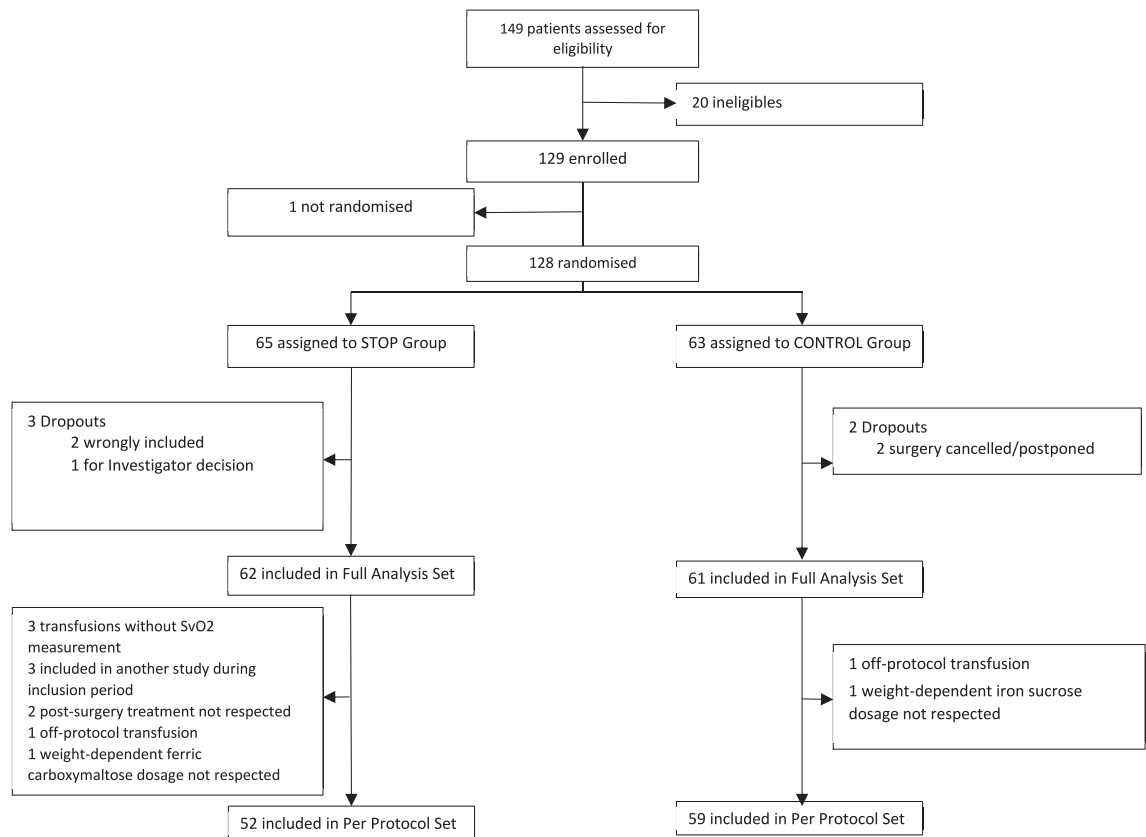 149 patients assessed for
eligibility
20 ineligibles
129 enrolled
1 not randomised
128 randomised
65 assigned to STOP Group
63 assigned to CONTROL Group
3 Dropouts
2 wrongly included
1 for Investigator decision
2 Dropouts
2 surgery cancelled/postponed
62 included in Full Analysis Set
61 included in Full Analysis Set
3 transfusions without SvO2
measurement
3 included in another study during
inclusion period
2 post-surgery treatment not respected
1 off-protocol transfusion
1 weight-dependent ferric
carboxymaltose dosage not respected
1 off-protocol transfusion
1 weight-dependent iron sucrose
dosage not respected
52 included in Per Protocol Set
59 included in Per Protocol Set